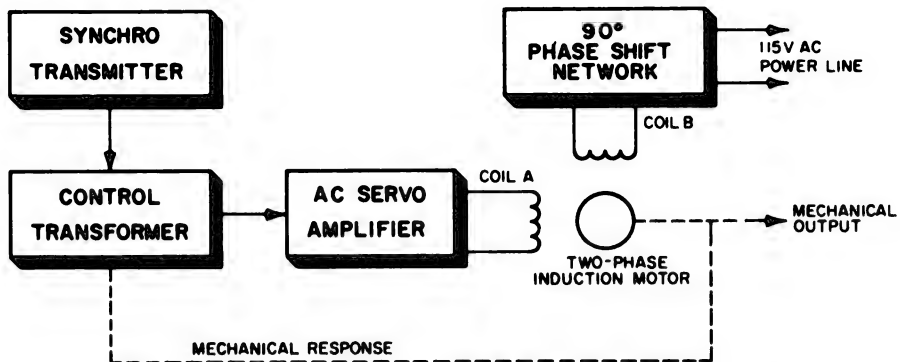 SYNCHRO
TRANSMITTER
90°
PHASE SHIFT
NETWORK
115V AC
POWER LINE
COIL B
CONTROL
TRANSFORMER
AC SERVO
AMPLIFIER
COIL A
MECHANICAL
OUTPUT
TWO-PHASE
INDUCTION MOTOR
MECHANICAL RESPONSE